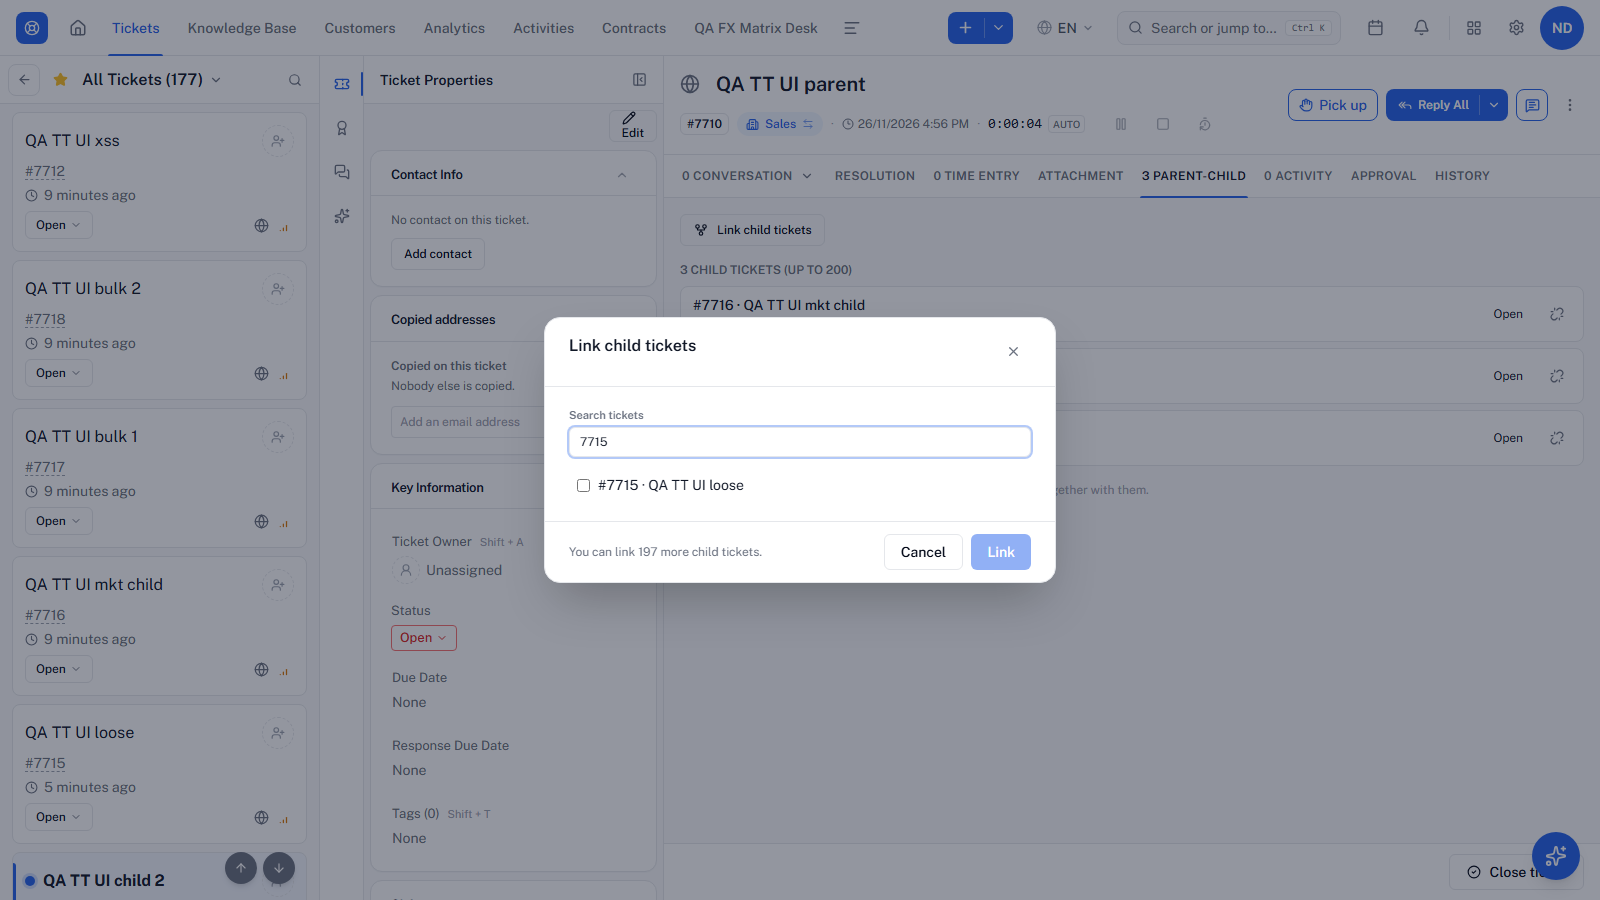 Tickets
Knowledge Base
Customers
Analytics
Activities
Contracts
QA FX Matrix Desk
EN
Search or jump to...
Ctrl K
ND
All Tickets (177)
QA TT UI xss
#7712
9 minutes ago
Open
QA TT UI bulk 2
#7718
9 minutes ago
Open
QA TT UI bulk 1
#7717
9 minutes ago
Open
QA TT UI mkt child
#7716
9 minutes ago
Open
QA TT UI loose
#7715
5 minutes ago
Open
QA TT UI child 2
Ticket Properties
Edit
Contact Info
No contact on this ticket.
Add contact
Copied addresses
Copied on this ticket
Nobody else is copied.
Add an email address
Key Information
Ticket Owner Shift + A
Unassigned
Status
Open
Due Date
None
Response Due Date
None
Tags (0) Shift + T
None
QA TT UI parent
#7710
Sales
· 26/11/2026 4:56 PM · 0:00:04 AUTO
Pick up
Reply All
0 CONVERSATION
RESOLUTION
0 TIME ENTRY
ATTACHMENT
3 PARENT-CHILD
0 ACTIVITY
APPROVAL
HISTORY
Link child tickets
3 CHILD TICKETS (UP TO 200)
#7716 · QA TT UI mkt child
Open
Open
Open
gether with them.
Link child tickets
Search tickets
7715
#7715 · QA TT UI loose
You can link 197 more child tickets.
Cancel
Link
Close